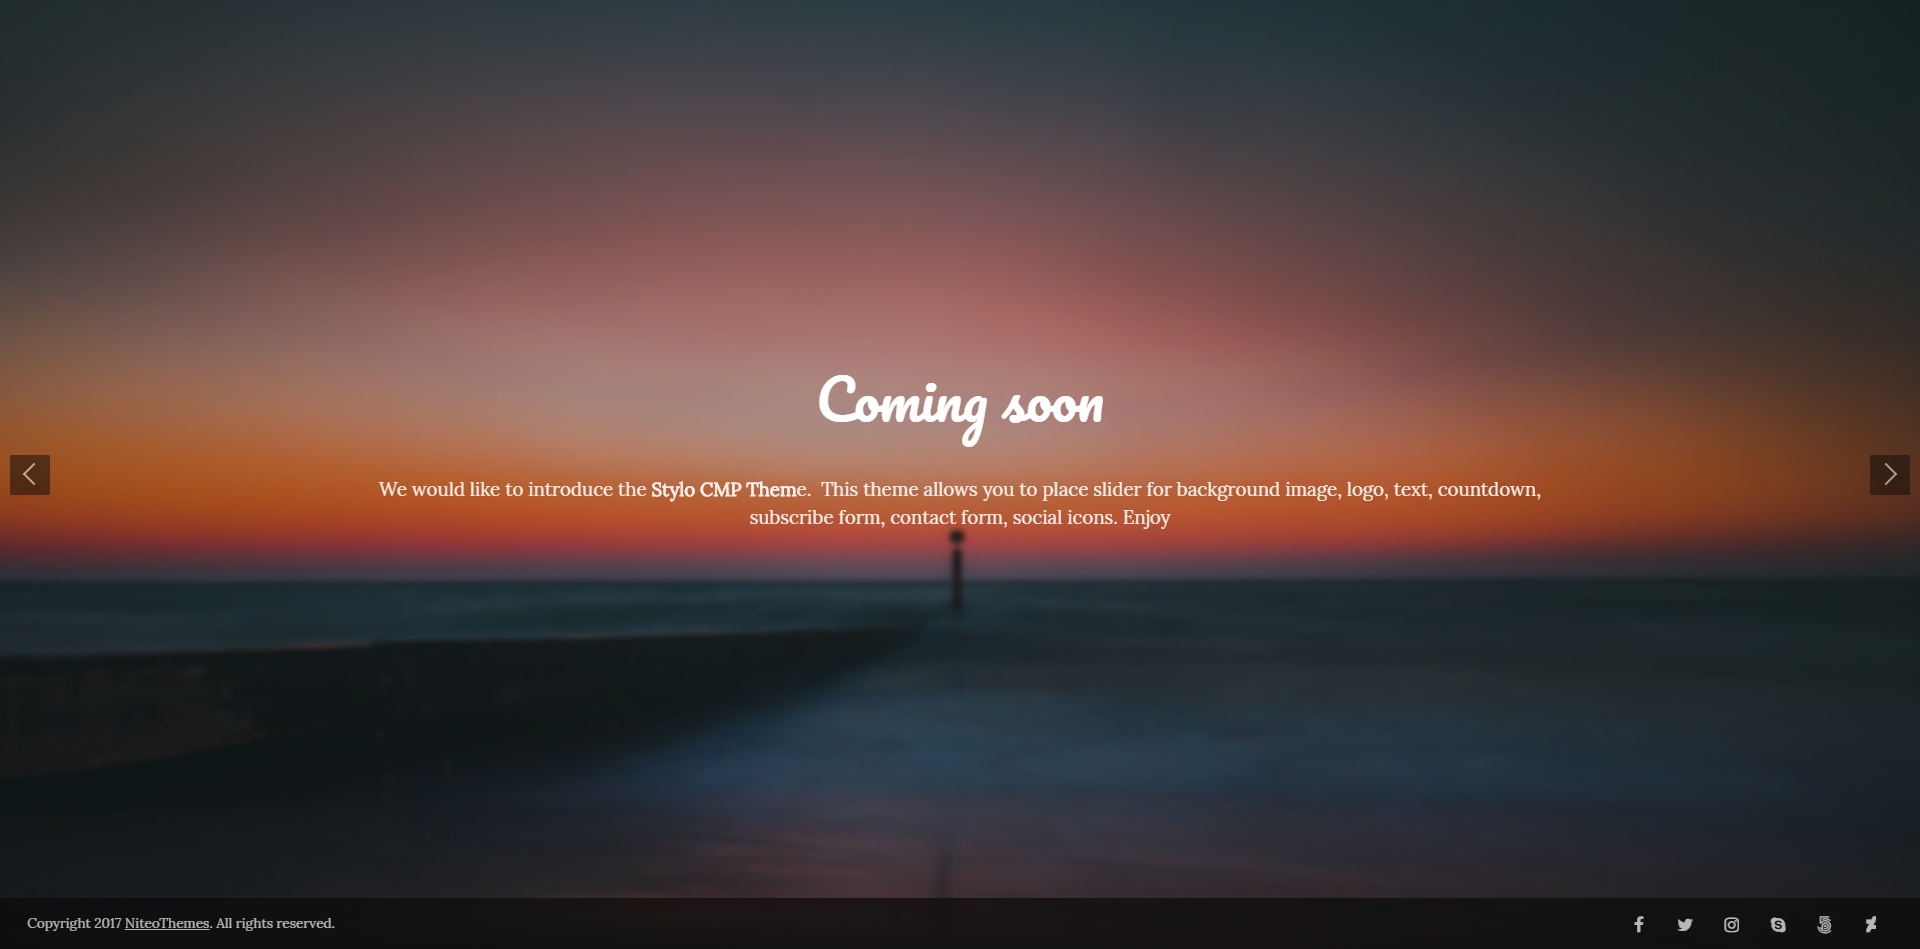 Coming soon
We would like to introduce the Stylo CMP Theme.  This theme allows you to place slider for background image, logo, text, countdown,
subscribe form, contact form, social icons. Enjoy
Copyright 2017 NiteoThemes. All rights reserved.